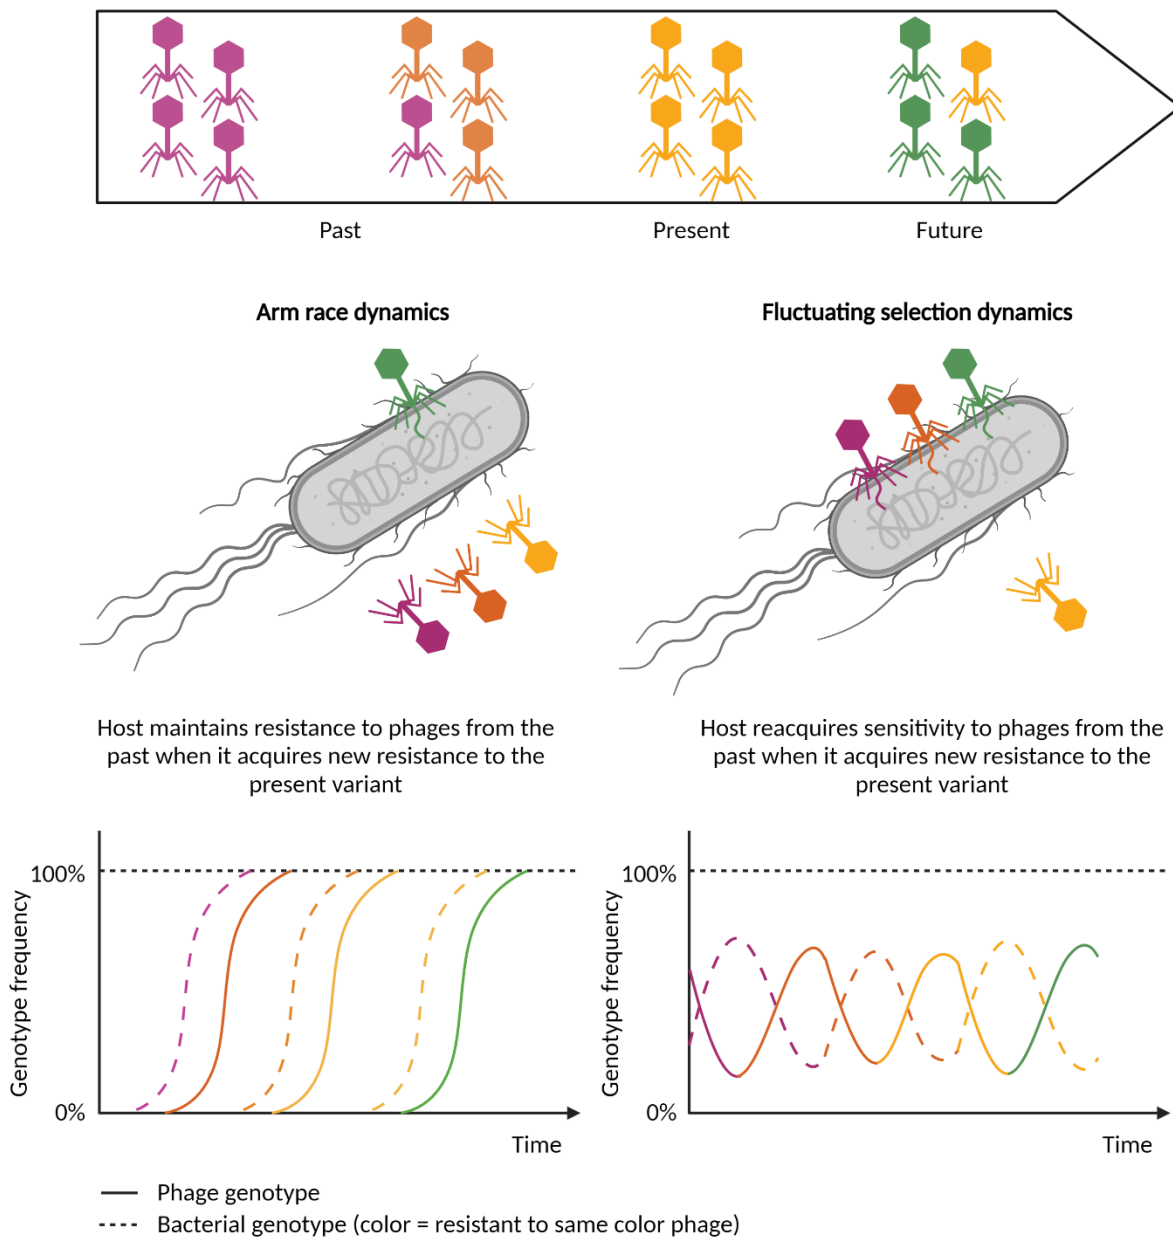 Past
Present
Future
Arm race dynamics
Fluctuating selection dynamics
Host maintains resistance to phages from the
past when it acquires new resistance to the
present variant
Host reacquires sensitivity to phages from the
past when it acquires new resistance to the
present variant
Genotype frequency
100%
0%
Time
Genotype frequency
100%
0%
Time
Phage genotype
Bacterial genotype (color = resistant to same color phage)